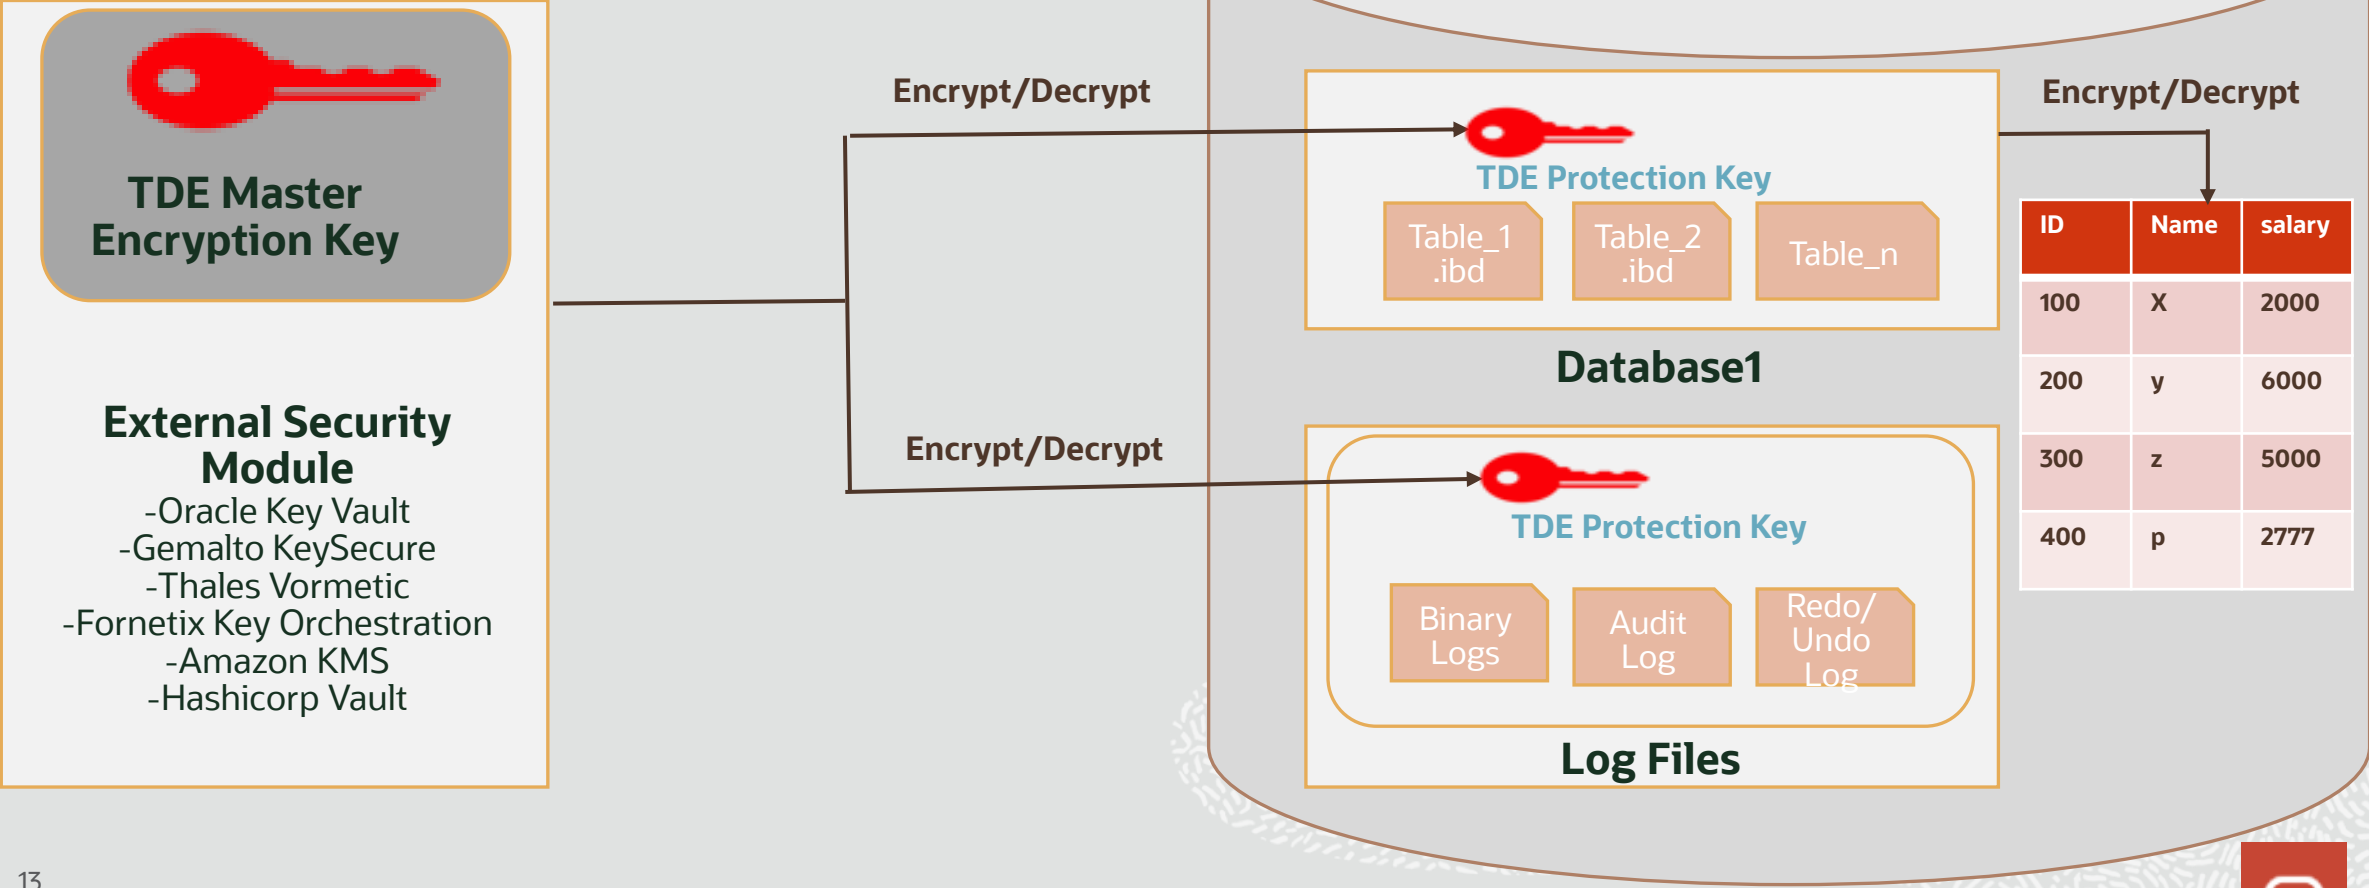 TDE Master
Encryption Key
External Security
Module
-Oracle Key Vault
-Gemalto KeySecure
-Thales Vormetic
-Fornetix Key Orchestration
-Amazon KMS
-Hashicorp Vault
Encrypt/Decrypt
Encrypt/Decrypt
TDE Protection Key
Table_1
.ibd
Table_2
.ibd
Table_n
Database1
TDE Protection Key
Binary
Logs
Audit
Log
Redo/
Undo
Log
Log Files
Encrypt/Decrypt
ID Name salary
100 X 2000
200 y 6000
300 z 5000
400 p 2777
13